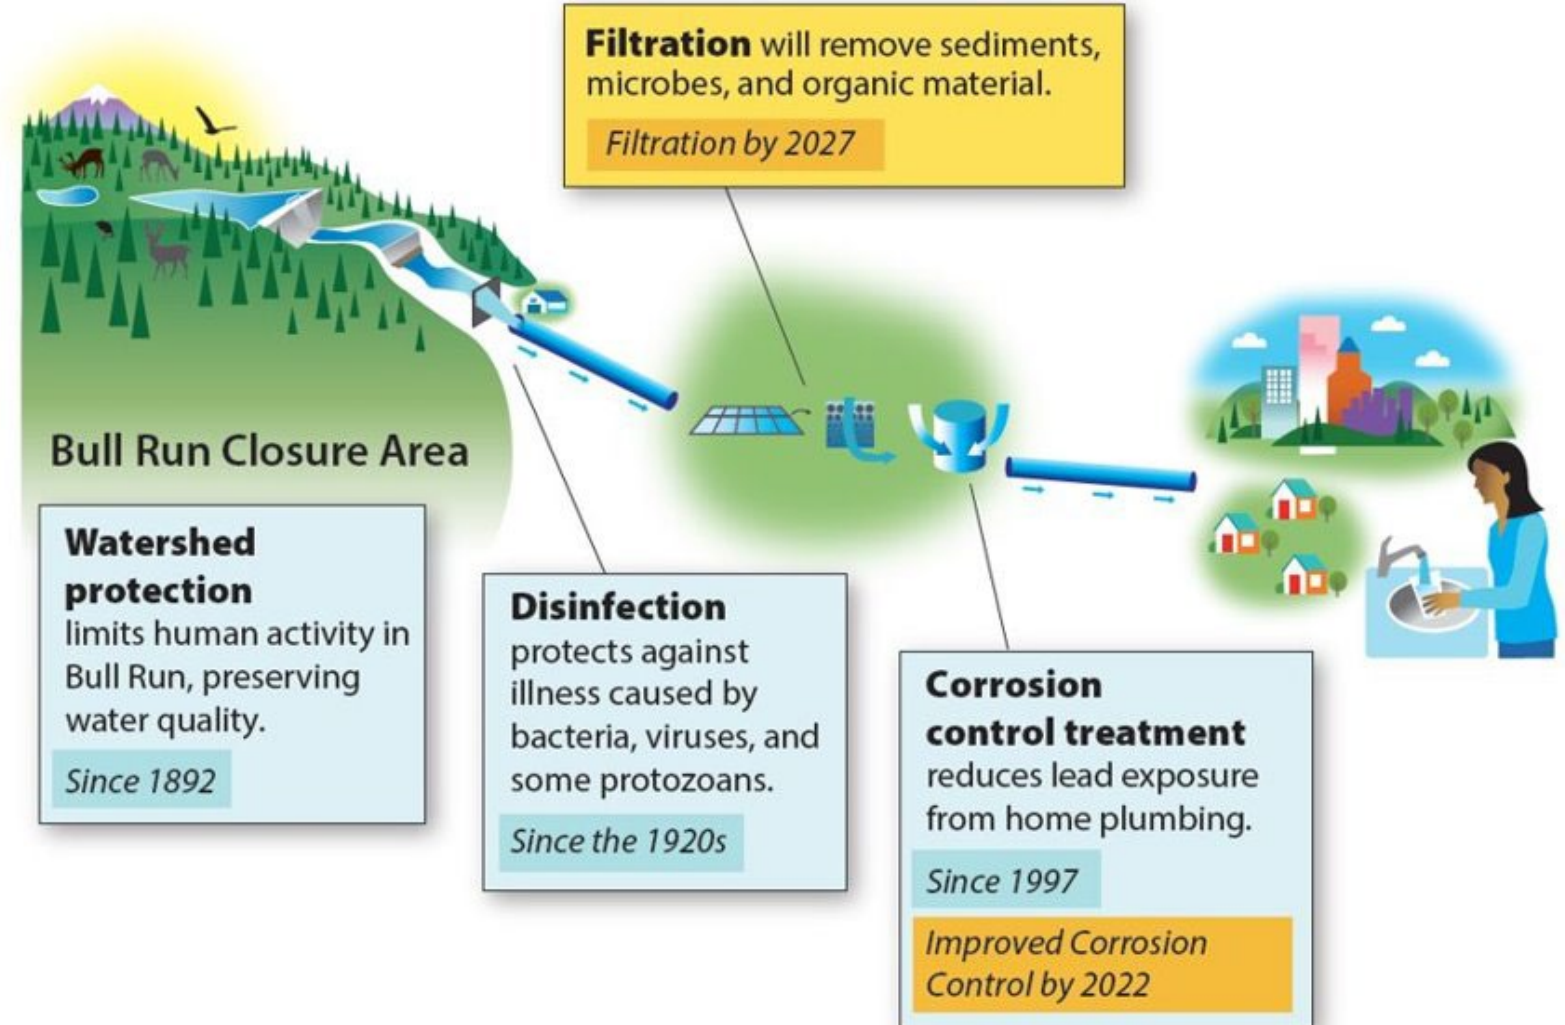 Filtration will remove sediments,
microbes, and organic material.
Filtration by 2027
Bull Run Closure Area
Watershed
protection
limits human activity in
Bull Run, preserving
water quality.
Since 1892
Disinfection
protects against
illness caused by
bacteria, viruses, and
some protozoans.
Since the 1920s
Corrosion
control treatment
reduces lead exposure
from home plumbing.
Since 1997
Improved Corrosion
Control by 2022